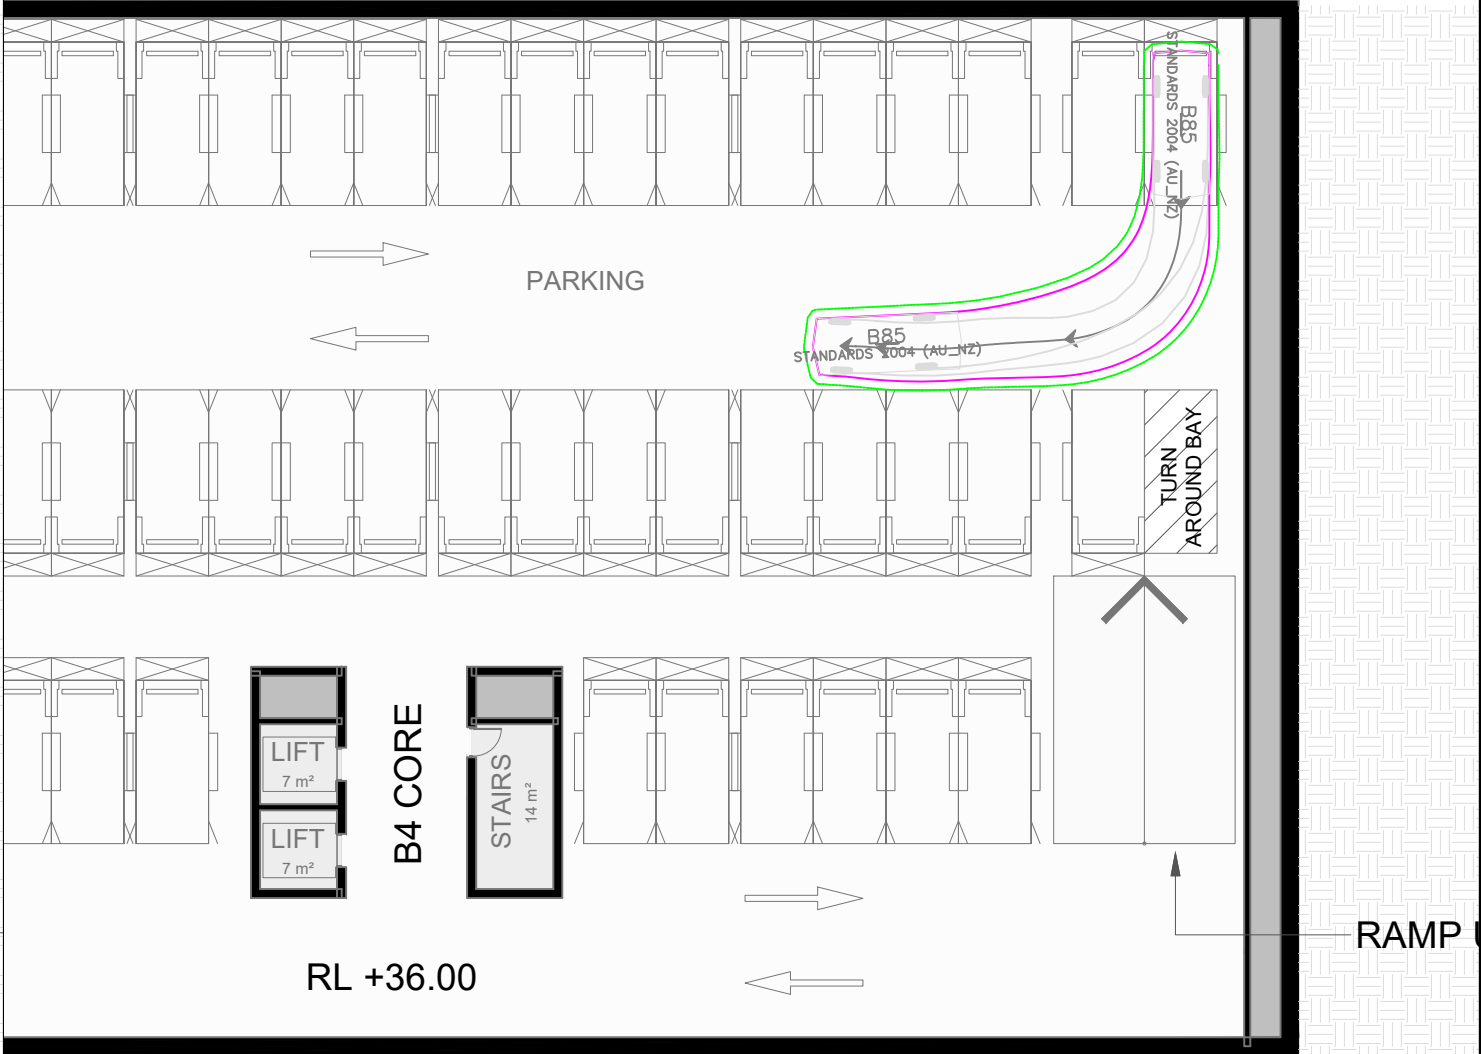 STANDARDS 2004 (AU_NZ)
B85
PARKING
B85
STANDARDS 2004 (AU_NZ)
TURN
AROUND BAY
LIFT
7 m²
LIFT
7 m²
B4 CORE
STAIRS
14 m²
RAMP
RL +36.00